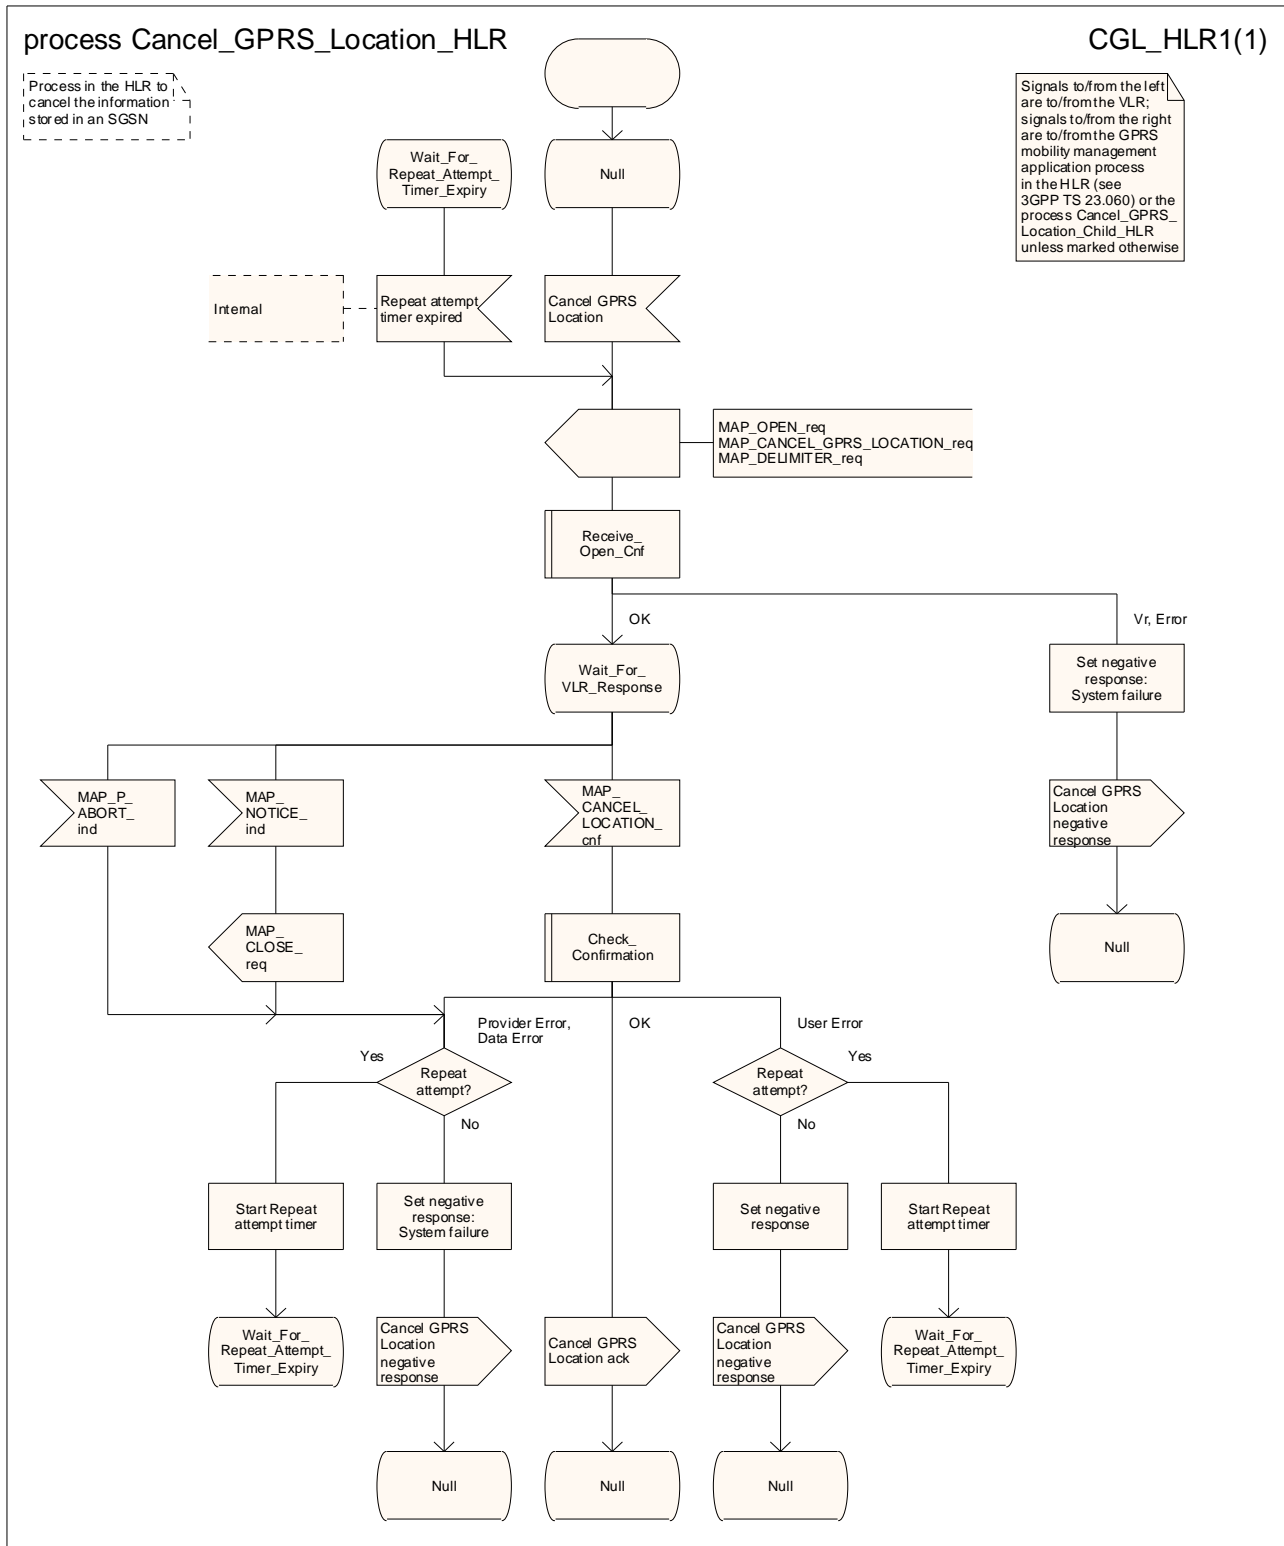 process Cancel_GPRS_Location_HLR
CGL_HLR1(1)
Process in the HLR to
cancel the information
stored in an SGSN
Signals to/from the left
are to/from the VLR;
signals to/from the right
are to/from the GPRS
mobility management
application process
in the HLR (see
3GPP TS 23.060) or the
process Cancel_GPRS_
Location_Child_HLR
unless marked otherwise
Wait_For_
Repeat_Attempt_
Timer_Expiry
Null
Internal
Repeat attempt
timer expired
Cancel GPRS
Location
MAP_OPEN_req
MAP_CANCEL_GPRS_LOCATION_req
MAP_DELIMITER_req
Receive_
Open_Cnf
OK
Vr, Error
Wait_For_
VLR_Response
Set negative
response:
System failure
MAP_P_
ABORT_
ind
MAP_
NOTICE_
ind
MAP_
CANCEL_
LOCATION_
cnf
Cancel GPRS
Location
negative
response
MAP_
CLOSE_
req
Check_
Confirmation
Null
Provider Error,
Data Error
OK
User Error
Yes
Repeat
attempt?
No
Repeat
attempt?
Yes
No
Start Repeat
attempt timer
Set negative
response:
System failure
Set negative
response
Start Repeat
attempt timer
Wait_For_
Repeat_Attempt_
Timer_Expiry
Cancel GPRS
Location
negative
response
Cancel GPRS
Location ack
Cancel GPRS
Location
negative
response
Wait_For_
Repeat_Attempt_
Timer_Expiry
Null
Null
Null